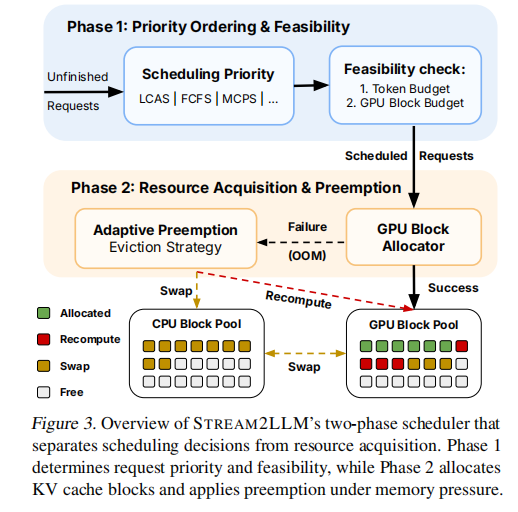 Phase 1: Priority Ordering & Feasibility
Unfinished
Requests
Scheduling Priority
LCAS | FCFS | MCPS | ...
Feasibility check:
1. Token Budget
2. GPU Block Budget
Scheduled Requests
Phase 2: Resource Acquisition & Preemption
Adaptive Preemption
Eviction Strategy
Failure
(OOM)
GPU Block
Allocator
Swap
Recompute
Success
Allocated
Recompute
Swap
Free
CPU Block Pool
Swap
GPU Block Pool
Figure 3. Overview of STREAM2LLM's two-phase scheduler that
separates scheduling decisions from resource acquisition. Phase 1
determines request priority and feasibility, while Phase 2 allocates
KV cache blocks and applies preemption under memory pressure.